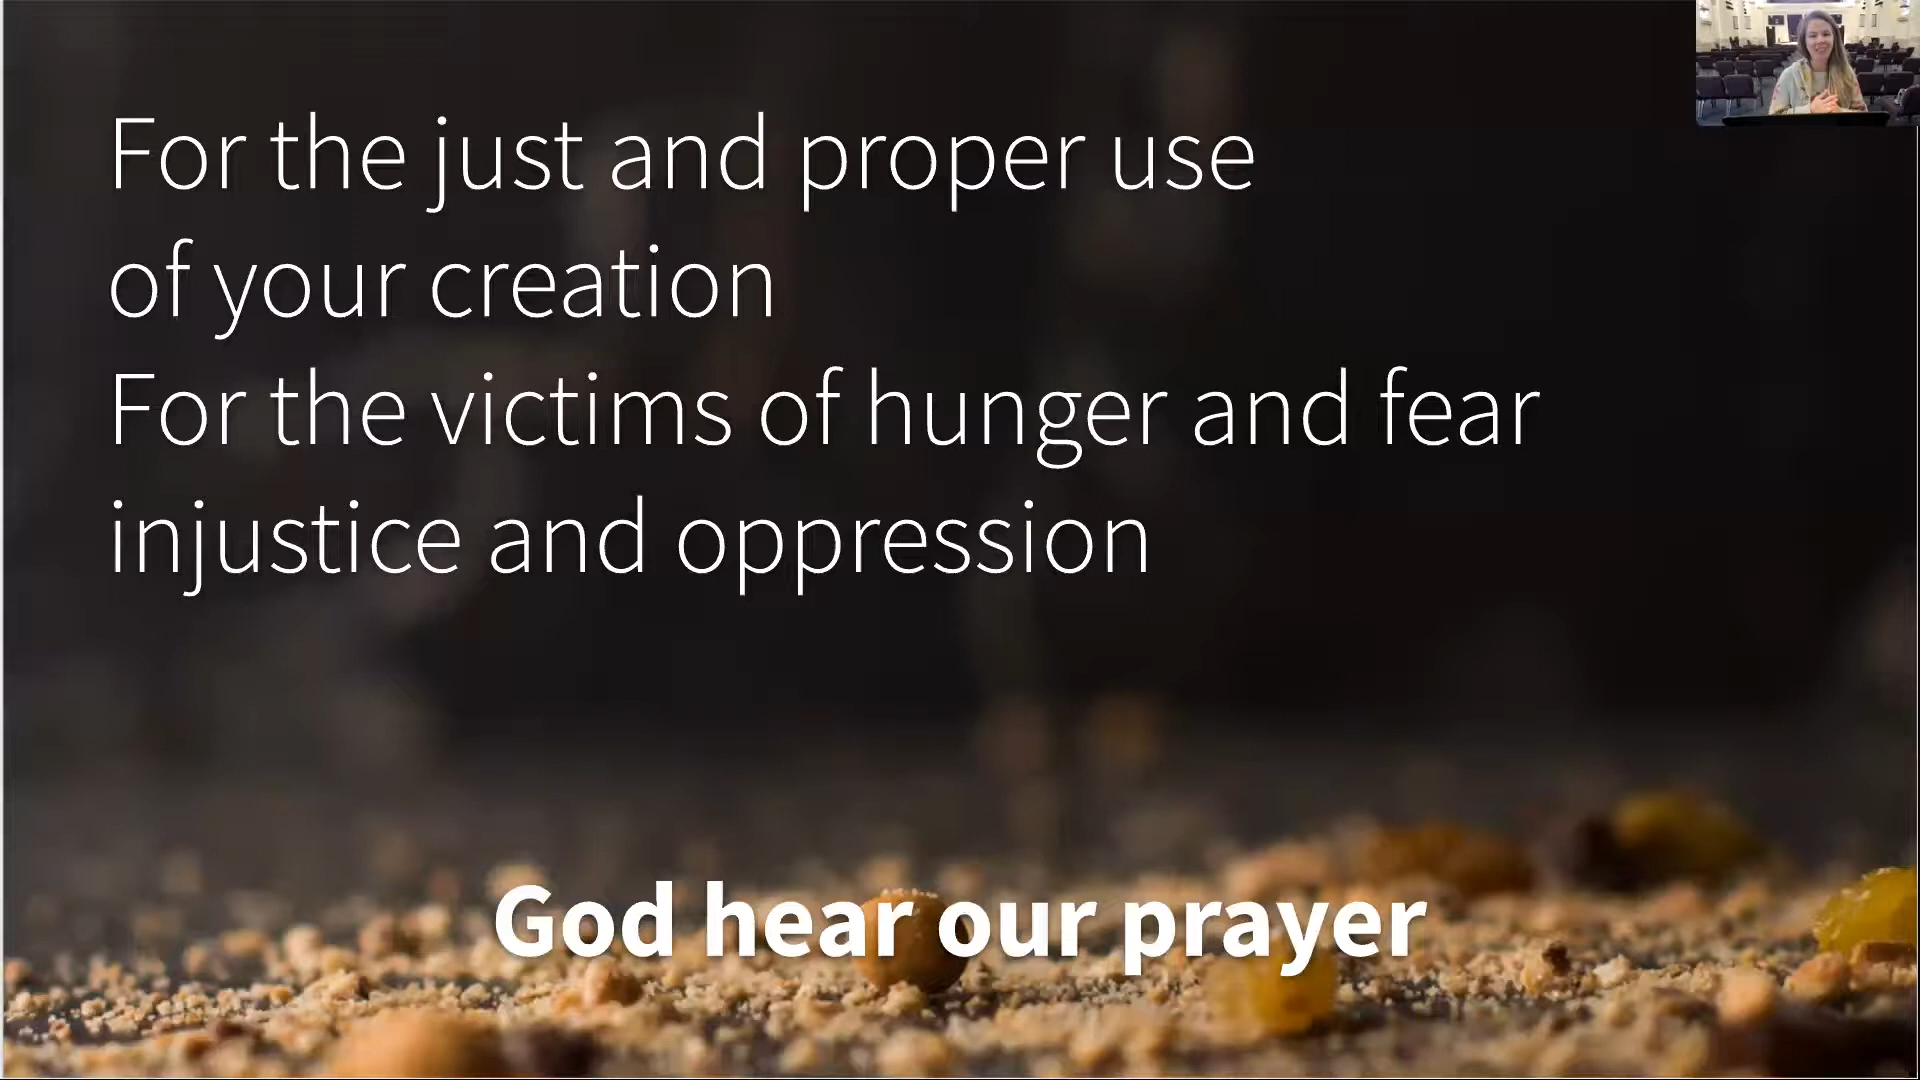 For the just and proper use
of your creation
For the victims of hunger and fear
injustice and oppression
God hear our prayer